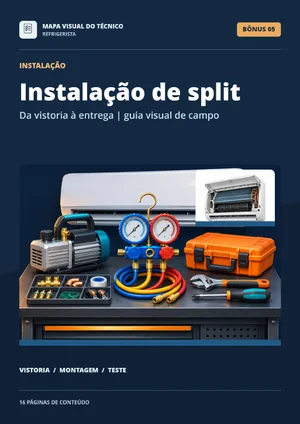 MAPA VISUAL DO TÉCNICO
REFRIGERISTA
BÔNUS 05
INSTALAÇÃO
Instalação de split
Da vistoria à entrega | guia visual de campo
VISTORIA / MONTAGEM / TESTE
16 PÁGINAS DE CONTEÚDO